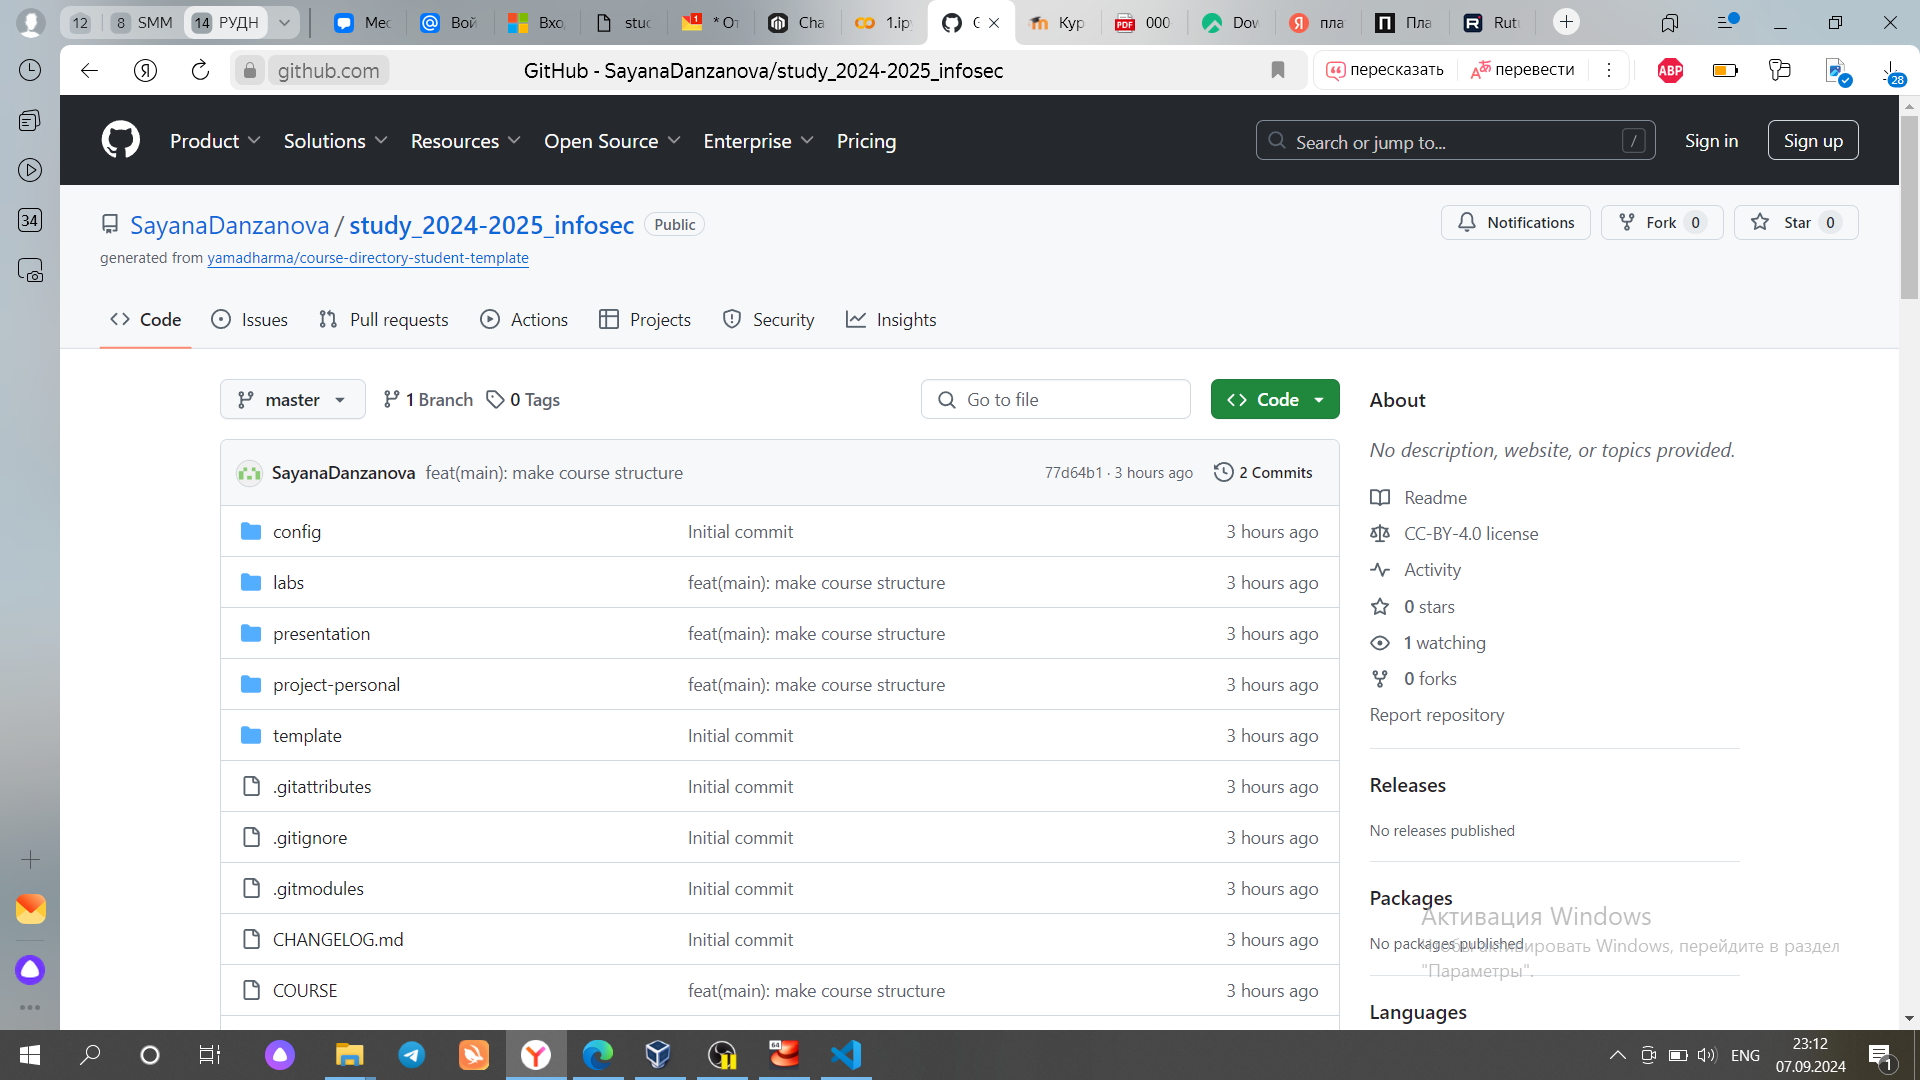 12
8 SMM
14 РУДН
Мес
Вой
Вхо
stuc
* От
Cha
1.ipy
G
Кур
000
Dow
пла
Пла
Rutu
github.com
GitHub - SayanaDanzanova/study_2024-2025_infosec
пересказать
перевести
ABP
28
34
Product
Solutions
Resources
Open Source
Enterprise
Pricing
Search or jump to...
/
Sign in
Sign up
SayanaDanzanova / study_2024-2025_infosec
Public
generated from yamadharma/course-directory-student-template
Notifications
Fork 0
Star 0
Code
Issues
Pull requests
Actions
Projects
Security
Insights
master
1 Branch
0 Tags
Go to file
Code
SayanaDanzanova feat(main): make course structure
77d64b1 · 3 hours ago
2 Commits
config Initial commit 3 hours ago
labs feat(main): make course structure 3 hours ago
presentation feat(main): make course structure 3 hours ago
project-personal feat(main): make course structure 3 hours ago
template Initial commit 3 hours ago
.gitattributes Initial commit 3 hours ago
.gitignore Initial commit 3 hours ago
.gitmodules Initial commit 3 hours ago
CHANGELOG.md Initial commit 3 hours ago
COURSE feat(main): make course structure 3 hours ago
About
No description, website, or topics provided.
Readme
CC-BY-4.0 license
Activity
0 stars
1 watching
0 forks
Report repository
Releases
No releases published
Packages
No packages published
Languages
Активация Windows
Чтобы активировать Windows, перейдите в раздел
"Параметры".
64
ENG
23:12
07.09.2024
1